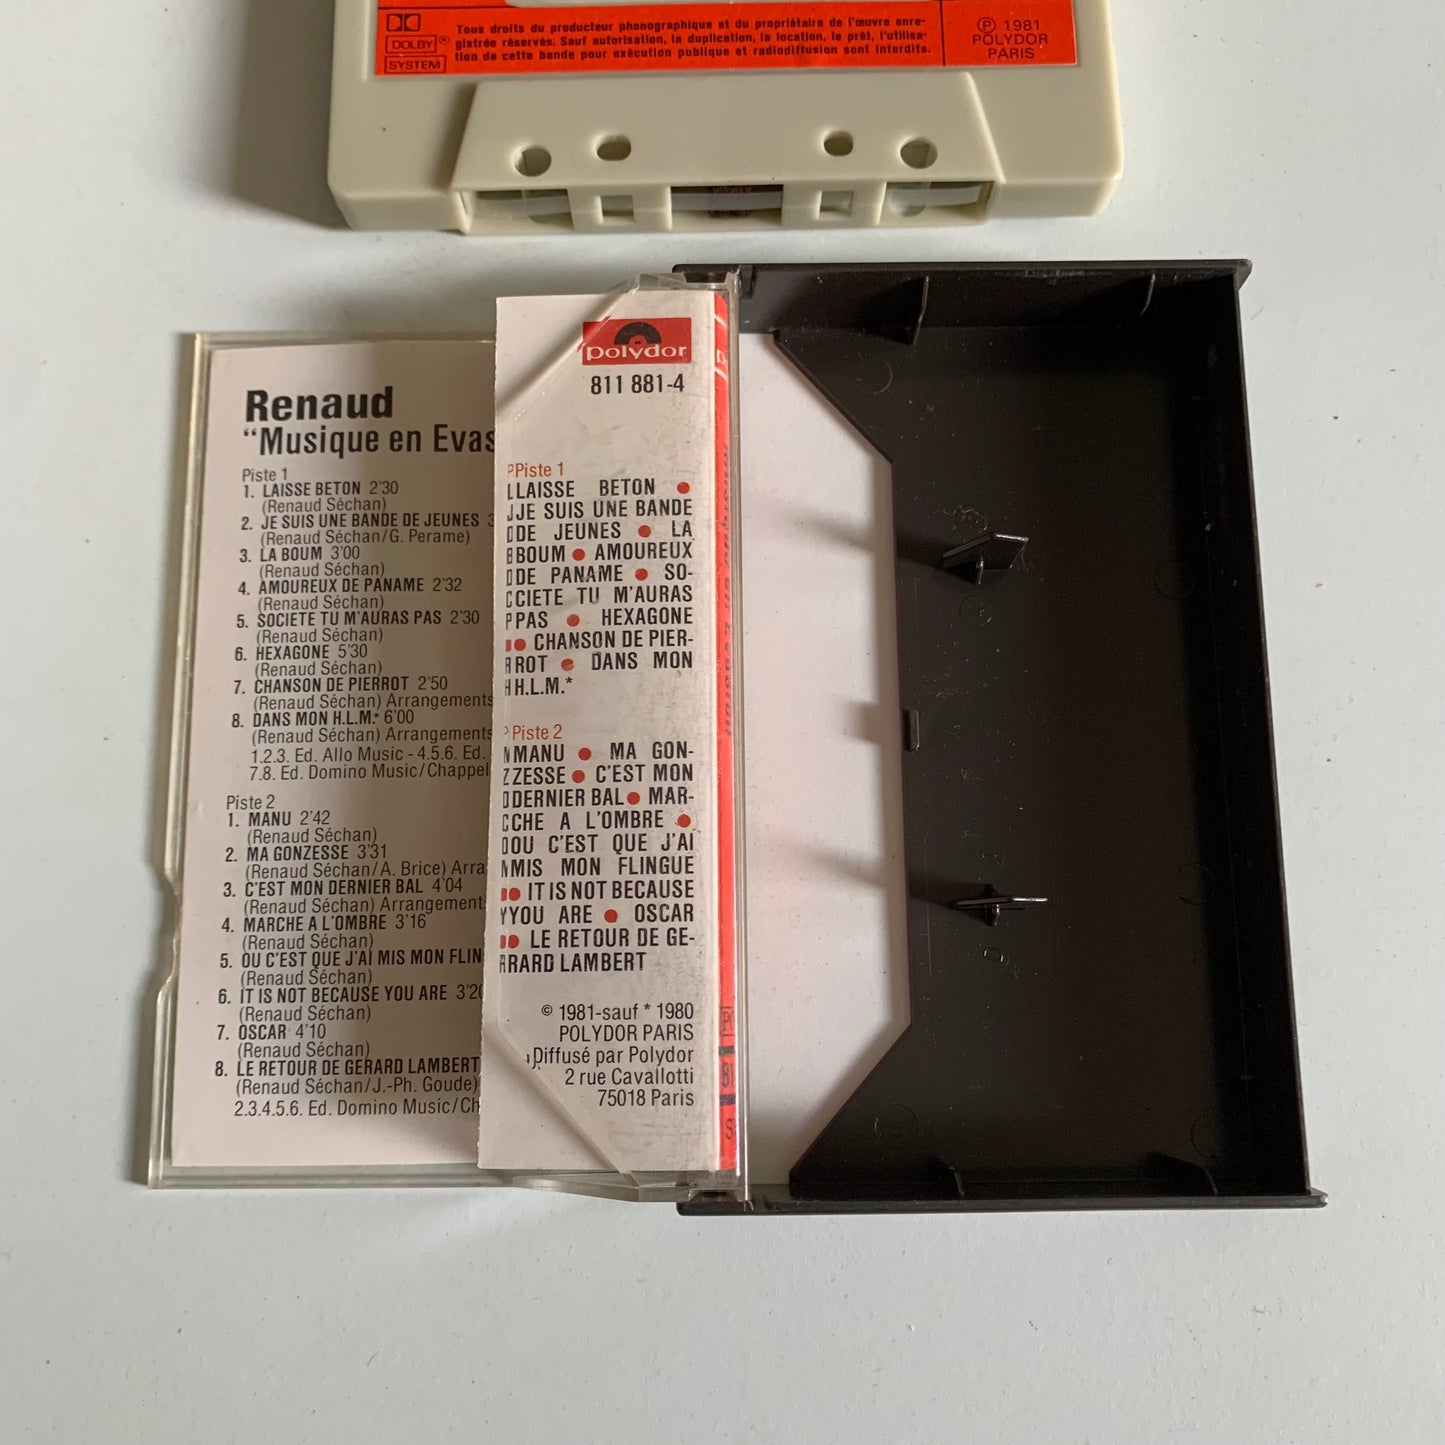 DOLBY®
SYSTEM
Tous droits du producteur phonographique et du propriétaire de l'œuvre enre-
gistrée réservés. Sauf autorisation, la duplication, la location, le prêt, l'utilisa-
tion de cette bande pour exécution publique et radiodiffusion sont interdits.
℗ 1981
POLYDOR
PARIS
Renaud
“Musique en Evas
Piste 1
1. LAISSE BETON 2'30
(Renaud Séchan)
2. JE SUIS UNE BANDE DE JEUNES 3
(Renaud Séchan/G. Perame)
3. LA BOUM 3'00
(Renaud Séchan)
4. AMOUREUX DE PANAME 2'32
(Renaud Séchan)
5. SOCIETE TU M'AURAS PAS 2'30
(Renaud Séchan)
6. HEXAGONE 5'30
(Renaud Séchan)
7. CHANSON DE PIERROT 2'50
(Renaud Séchan) Arrangements
8. DANS MON H.L.M.* 6'00
(Renaud Séchan) Arrangements
1.2.3. Ed. Allo Music - 4.5.6. Ed.
7.8. Ed. Domino Music/Chappel
Piste 2
1. MANU 2'42
(Renaud Séchan)
2. MA GONZESSE 3'31
(Renaud Séchan/A. Brice) Arra
3. C'EST MON DERNIER BAL 4'04
(Renaud Séchan) Arrangements
4. MARCHE A L'OMBRE 3'16
(Renaud Séchan)
5. OU C'EST QUE J'AI MIS MON FLIN
(Renaud Séchan)
6. IT IS NOT BECAUSE YOU ARE 3'20
(Renaud Séchan)
7. OSCAR 4'10
(Renaud Séchan)
8. LE RETOUR DE GERARD LAMBERT
(Renaud Séchan/J.-Ph. Goude)
2.3.4.5.6. Ed. Domino Music/Ch
polydor
811 881-4
Piste 1
LAISSE BETON ●
JE SUIS UNE BANDE
DE JEUNES ● LA
BOUM ● AMOUREUX
DE PANAME ● SO-
CIETE TU M'AURAS
PAS ● HEXAGONE
● CHANSON DE PIER-
ROT ● DANS MON
H.L.M.*
Piste 2
MANU ● MA GON-
ZESSE ● C'EST MON
DERNIER BAL ● MAR-
CHE A L'OMBRE ●
OU C'EST QUE J'AI
MIS MON FLINGUE
● IT IS NOT BECAUSE
YOU ARE ● OSCAR
● LE RETOUR DE GE-
RARD LAMBERT
© 1981-sauf * 1980
POLYDOR PARIS
Diffusé par Polydor
2 rue Cavallotti
75018 Paris